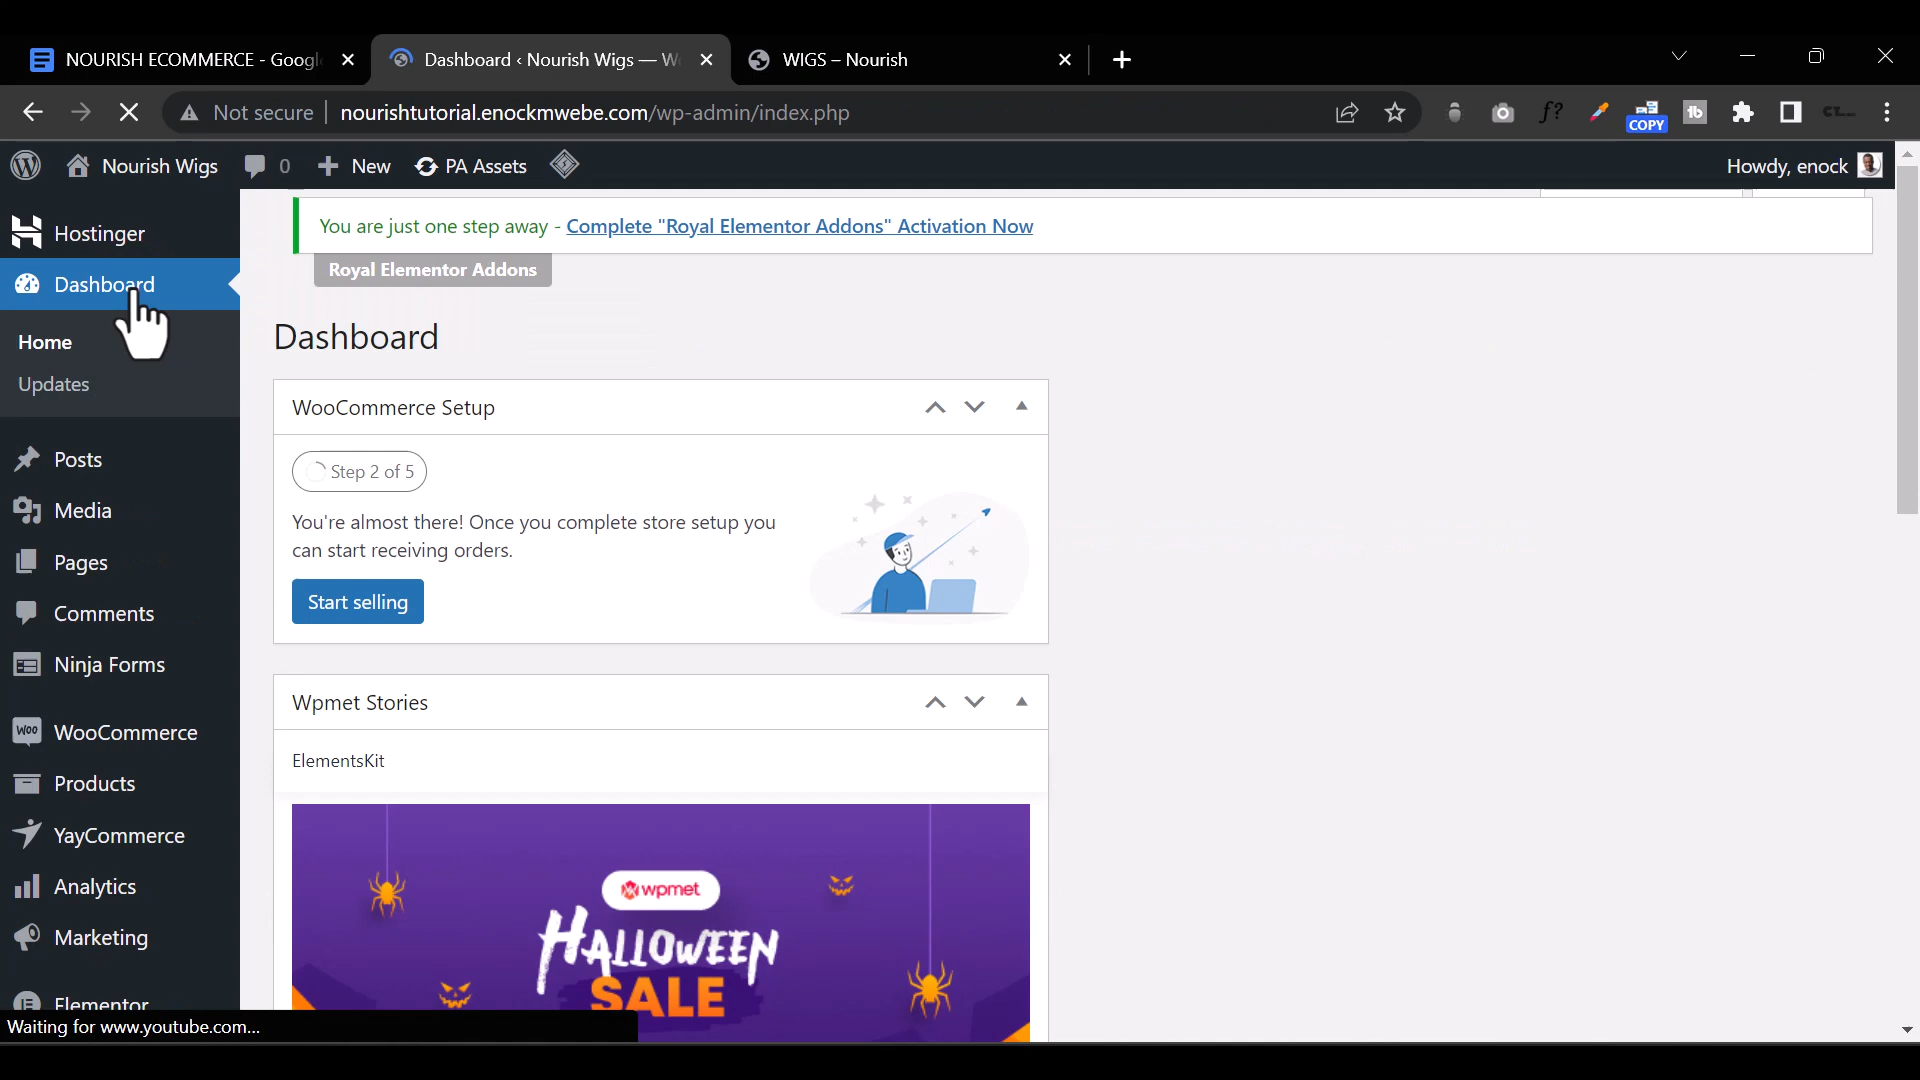 NOURISH ECOMMERCE - Googl
Dashboard ‹ Nourish Wigs — W
WIGS – Nourish
Not secure
nourishtutorial.enockmwebe.com/wp-admin/index.php
f?
COPY
Nourish Wigs
0
New
PA Assets
Howdy, enock
Hostinger
Dashboard
Home
Updates
Posts
Media
Pages
Comments
Ninja Forms
Woo
WooCommerce
Products
YayCommerce
Analytics
Marketing
Elementor
You are just one step away - Complete "Royal Elementor Addons" Activation Now
Royal Elementor Addons
Dashboard
WooCommerce Setup
Step 2 of 5
You're almost there! Once you complete store setup you
can start receiving orders.
Start selling
Wpmet Stories
ElementsKit
wpmet
HALLOWEEN
SALE
Waiting for www.youtube.com...